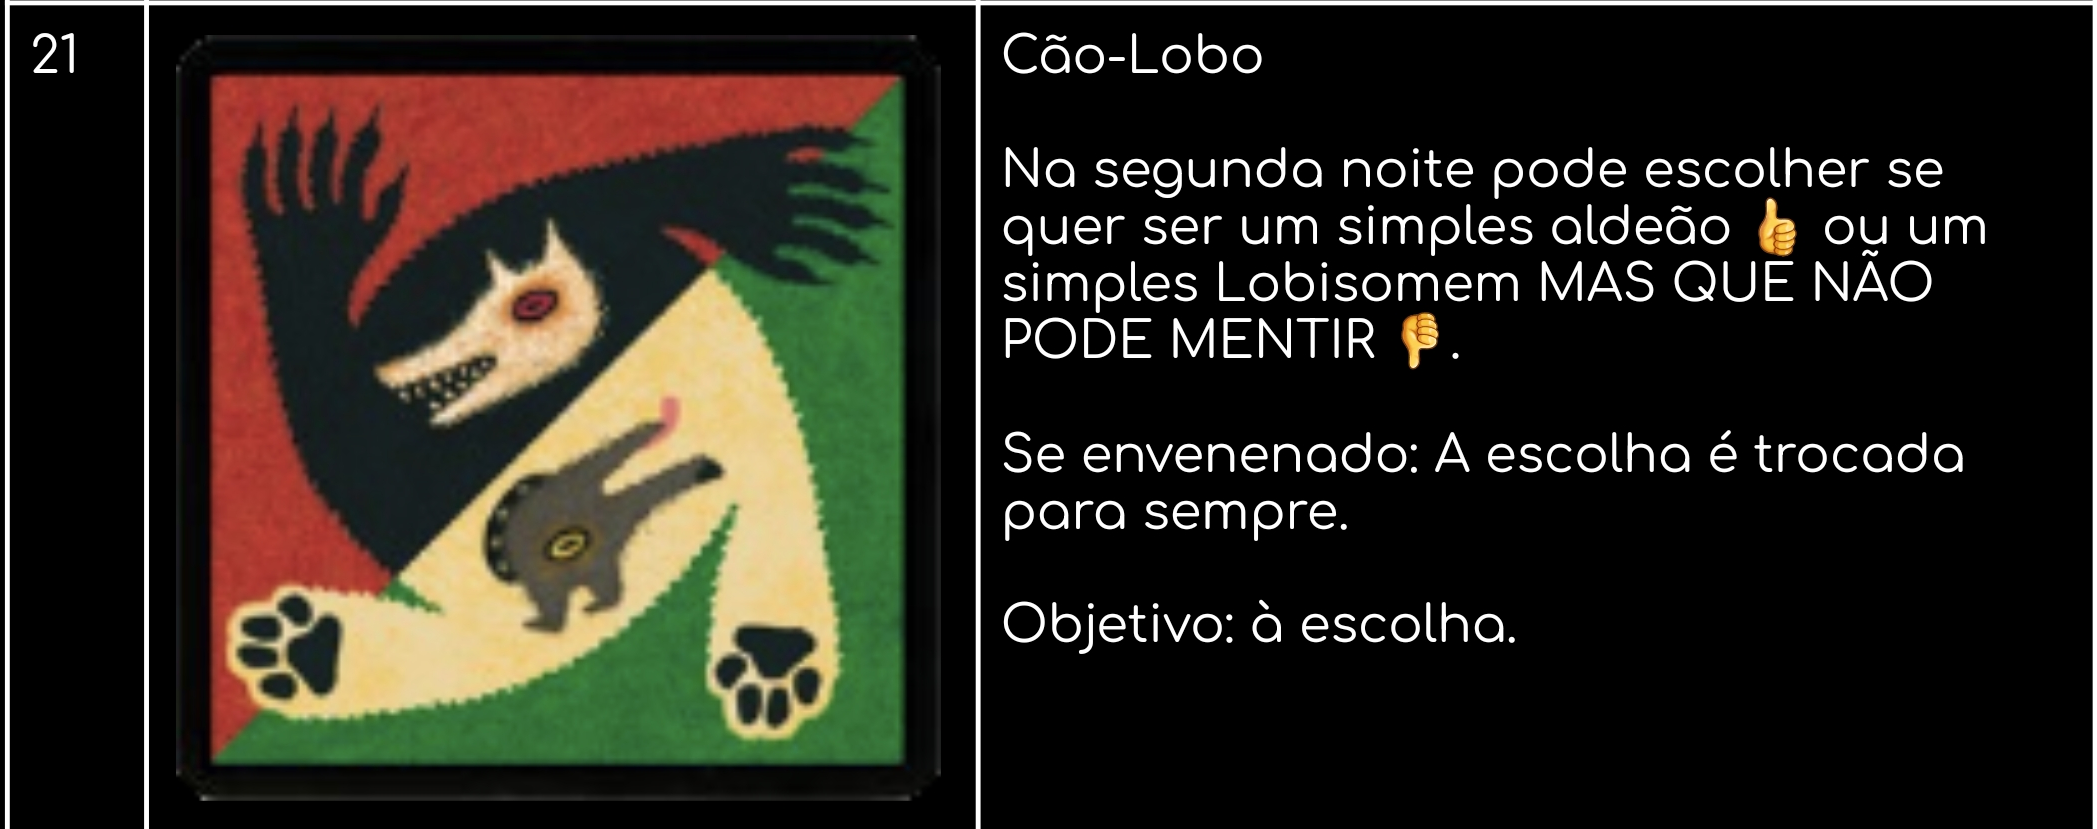 21
Cão-Lobo
Na segunda noite pode escolher se
quer ser um simples aldeão 👍 ou um
simples Lobisomem MAS QUE NÃO
PODE MENTIR 👎.
Se envenenado: A escolha é trocada
para sempre.
Objetivo: à escolha.